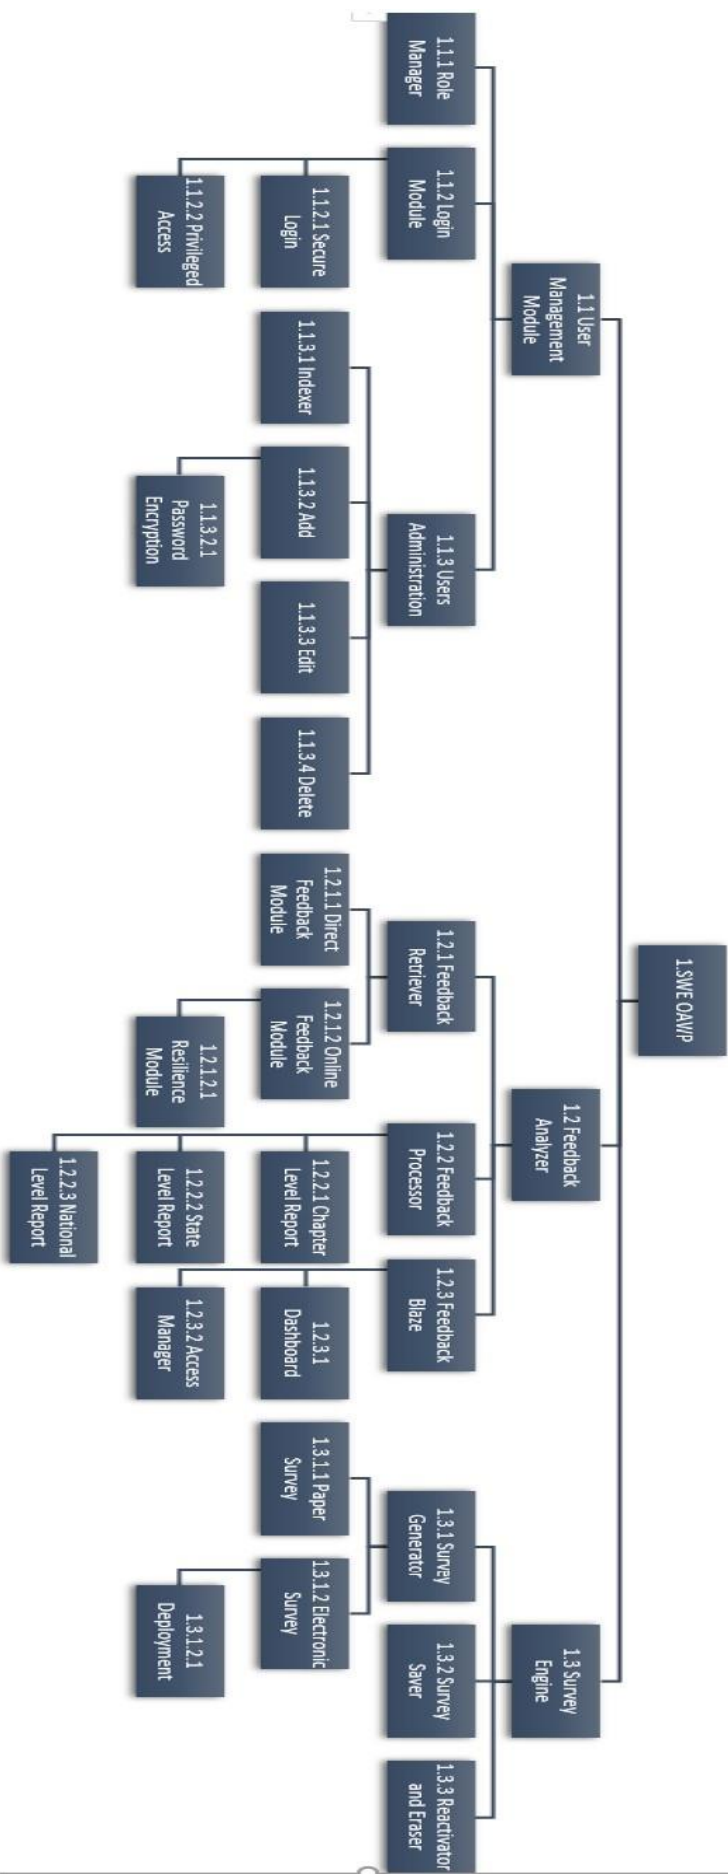 1.SWE OAWP
1.1 User
Management
Module
1.1.1 Role
Manager
1.1.2 Login
Module
1.1.2.1 Secure
Login
1.1.2.2 Privileged
Access
1.1.3 Users
Administration
1.1.3.1 Indexer
1.1.3.2 Add
1.1.3.2.1
Password
Encryption
1.1.3.3 Edit
1.1.3.4 Delete
1.2 Feedback
Analyzer
1.2.1 Feedback
Retriever
1.2.1.1 Direct
Feedback
Module
1.2.1.2 Online
Feedback
Module
1.2.1.2.1
Resilience
Module
1.2.2 Feedback
Processor
1.2.2.1 Chapter
Level Report
1.2.2.2 State
Level Report
1.2.2.3 National
Level Report
1.2.3 Feedback
Blaze
1.2.3.1
Dashboard
1.2.3.2 Access
Manager
1.3 Survey
Engine
1.3.1 Survey
Generator
1.3.1.1 Paper
Survey
1.3.1.2 Electronic
Survey
1.3.1.2.1
Deployment
1.3.2 Survey
Saver
1.3.3 Reactivator
and Eraser